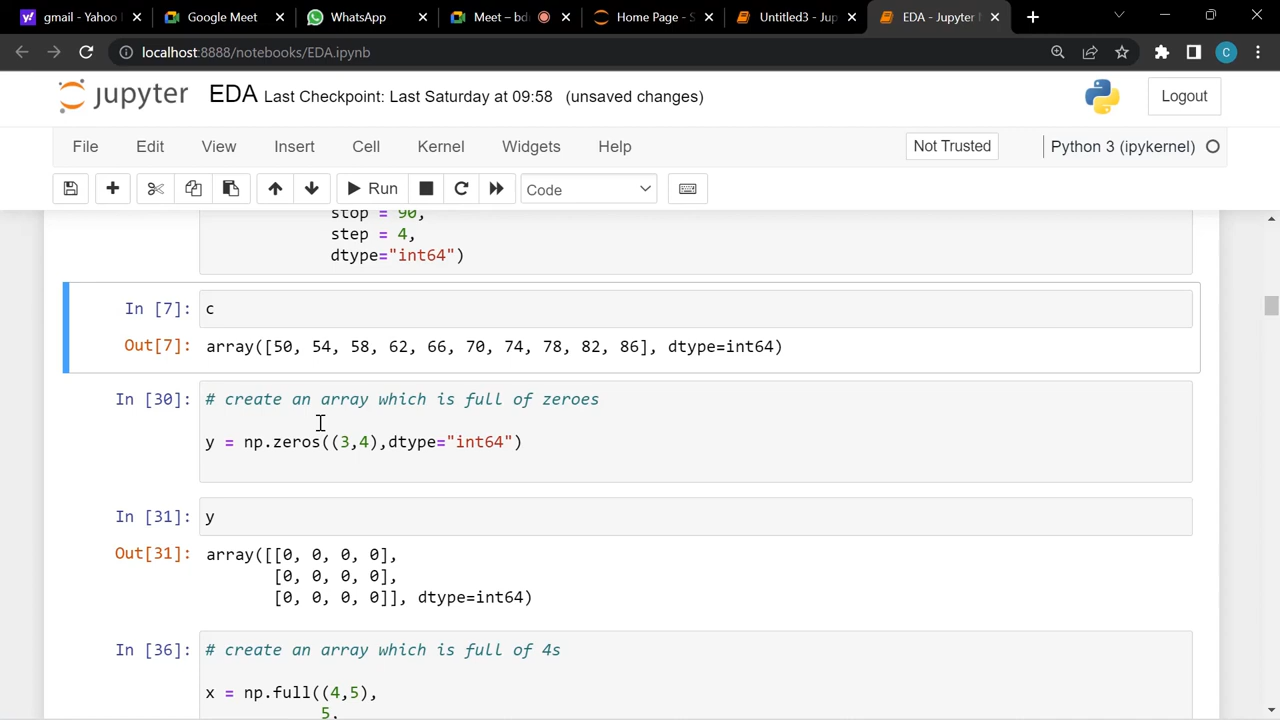 gmail - Yahoo
Google Meet
WhatsApp
Meet – bd
Home Page - S
Untitled3 - Jup
EDA - Jupyter
localhost:8888/notebooks/EDA.ipynb
C
jupyter EDA Last Checkpoint: Last Saturday at 09:58 (unsaved changes)
Logout
File Edit View Insert Cell Kernel Widgets Help
Not Trusted
Python 3 (ipykernel)
Run
Code
stop = 90,
step = 4,
dtype="int64")
In [7]: c
Out[7]: array([50, 54, 58, 62, 66, 70, 74, 78, 82, 86], dtype=int64)
In [30]: # create an array which is full of zeroes
y = np.zeros((3,4),dtype="int64")
In [31]: y
Out[31]: array([[0, 0, 0, 0],
[0, 0, 0, 0],
[0, 0, 0, 0]], dtype=int64)
In [36]: # create an array which is full of 4s
x = np.full((4,5),
5,